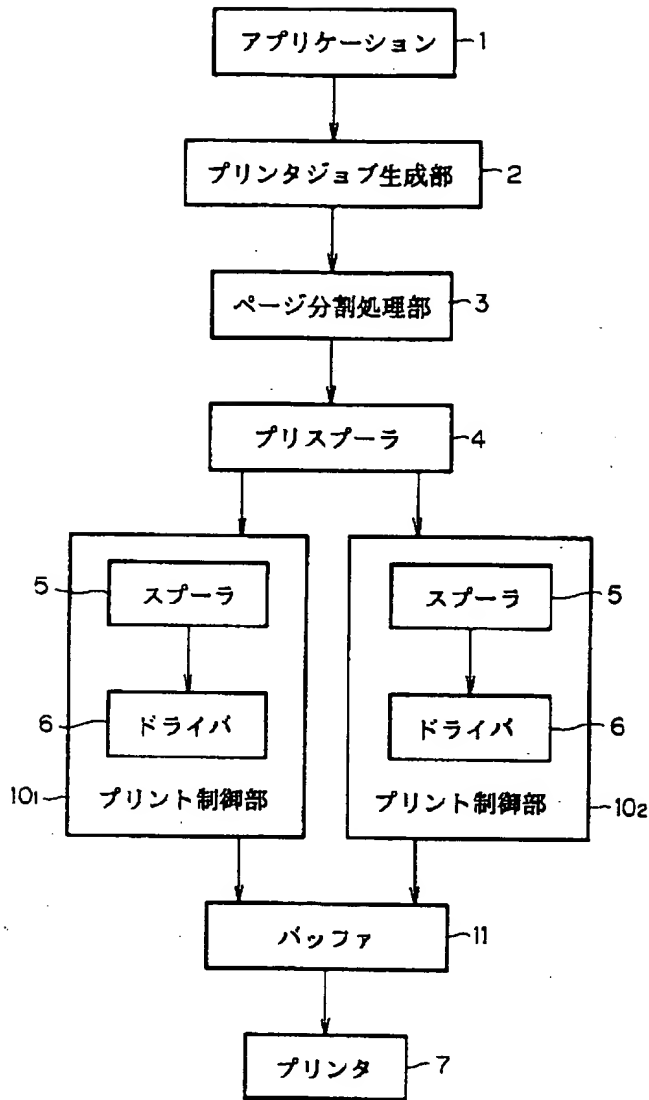 アプリケーション 1
プリンタジョブ生成部 2
ページ分割処理部 3
プリスプーラ 4
5 スプーラ スプーラ 5
6 ドライバ ドライバ 6
10₁ プリント制御部 プリント制御部 10₂
バッファ 11
プリンタ 7